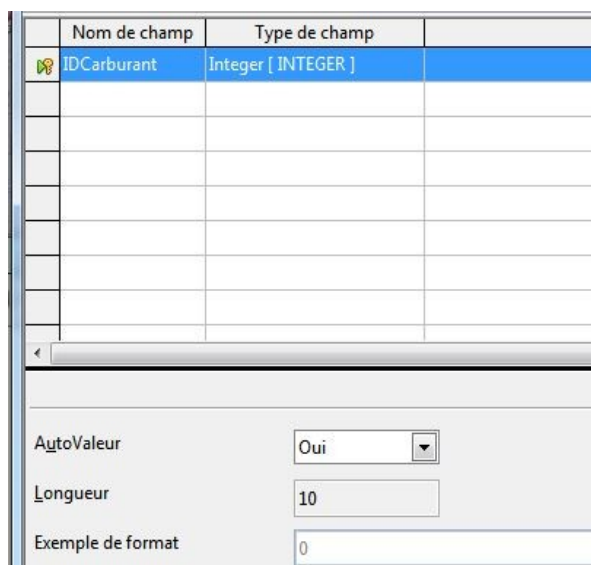 Nom de champ Type de champ
IDCarburant Integer [ INTEGER ]
AutoValeur Oui
Longueur 10
Exemple de format 0